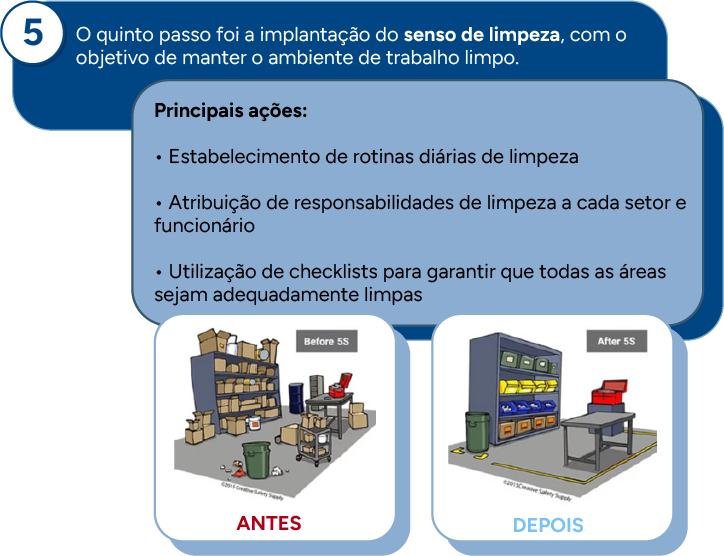 5
O quinto passo foi a implantação do senso de limpeza, com o
objetivo de manter o ambiente de trabalho limpo.
Principais ações:
• Estabelecimento de rotinas diárias de limpeza
• Atribuição de responsabilidades de limpeza a cada setor e
funcionário
• Utilização de checklists para garantir que todas as áreas
sejam adequadamente limpas
Before 5S
©2015 Creative Safety Supply
ANTES
After 5S
©2015 Creative Safety Supply
DEPOIS